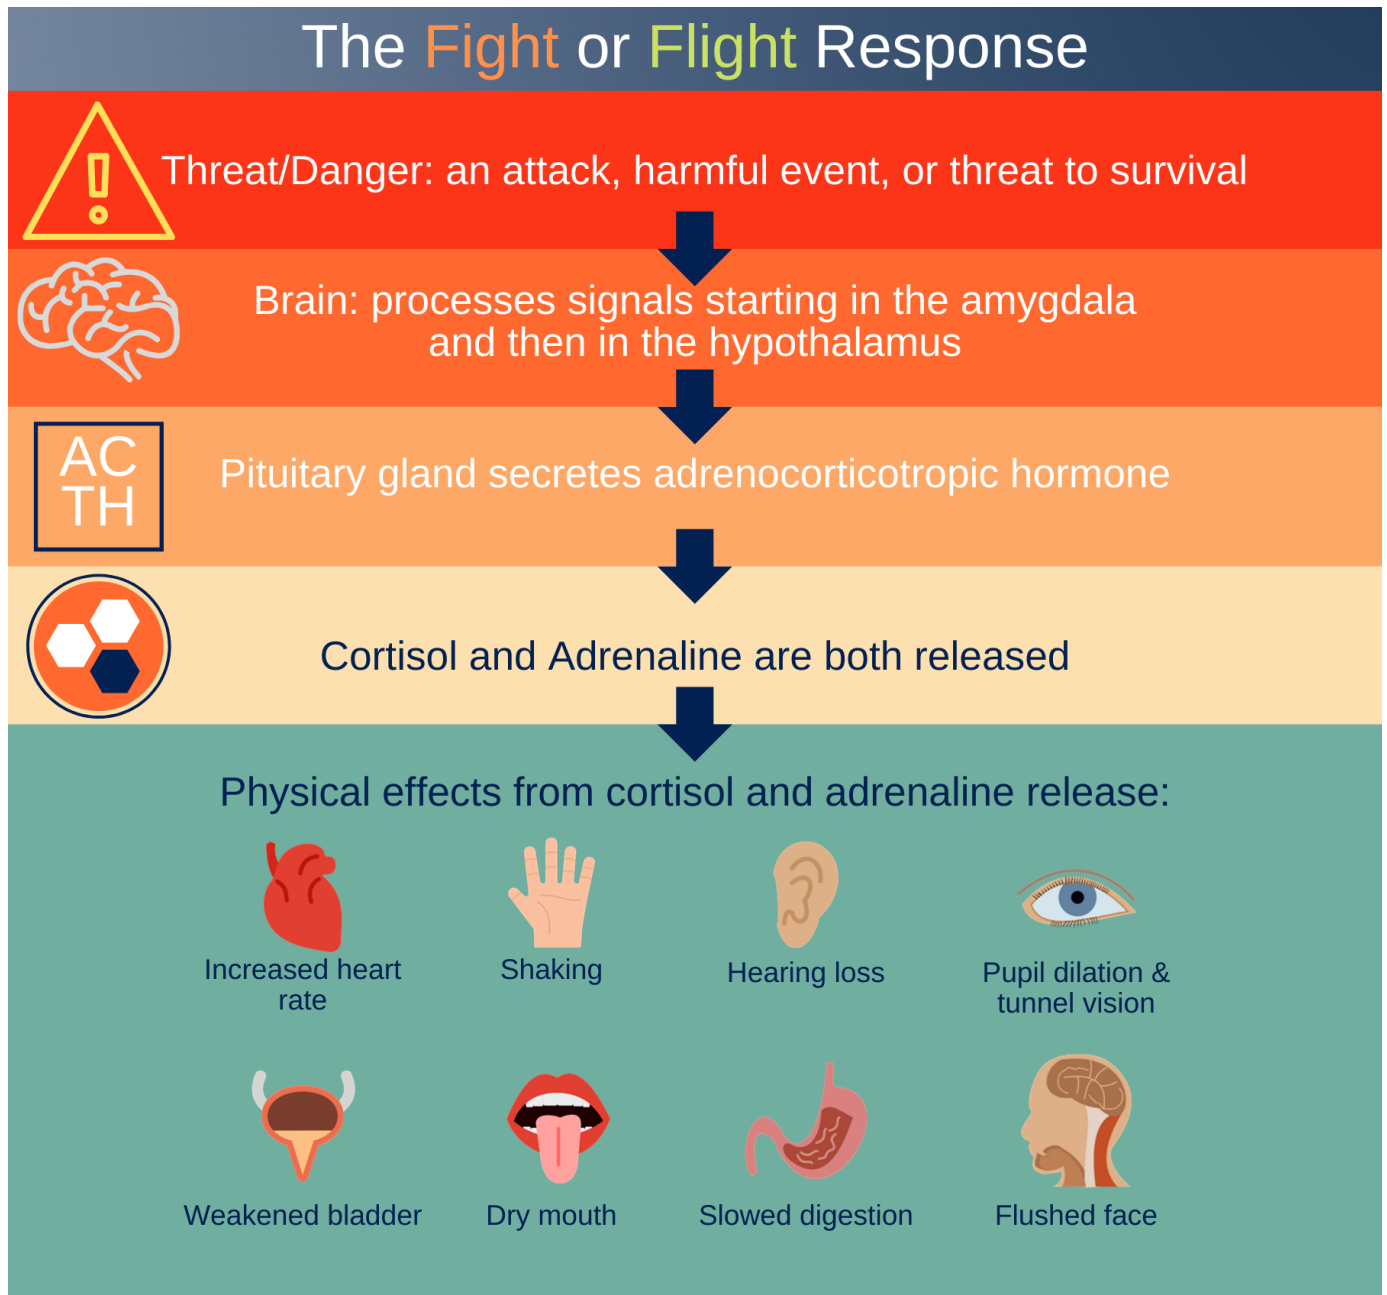 The Fight or Flight Response
Threat/Danger: an attack, harmful event, or threat to survival
Brain: processes signals starting in the amygdala
and then in the hypothalamus
AC
TH
Pituitary gland secretes adrenocorticotropic hormone
Cortisol and Adrenaline are both released
Physical effects from cortisol and adrenaline release:
Increased heart
rate
Shaking
Hearing loss
Pupil dilation &
tunnel vision
Weakened bladder
Dry mouth
Slowed digestion
Flushed face